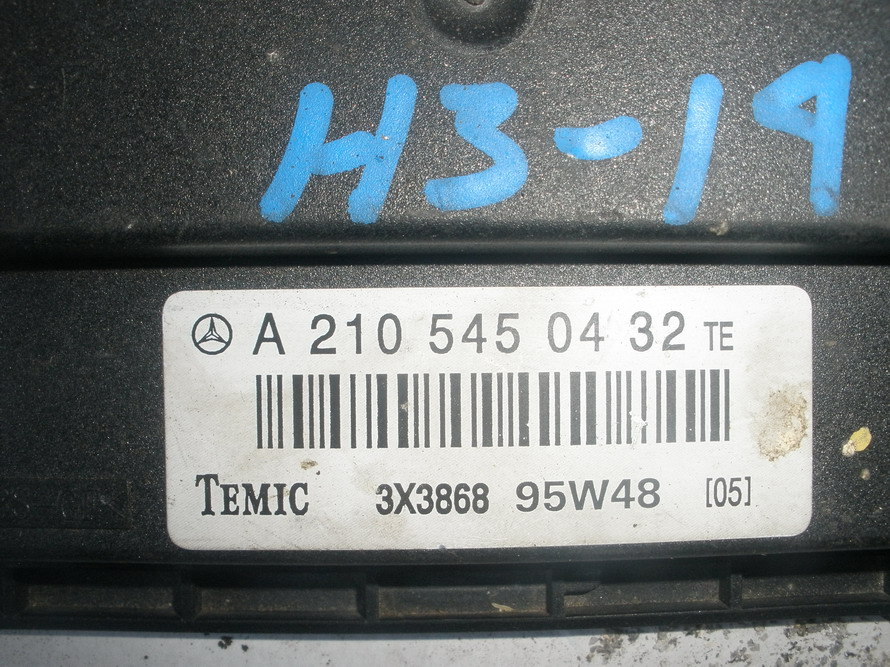 H3-19
A 210 545 04 32 TE
TEMIC 3X3868 95W48 [05]